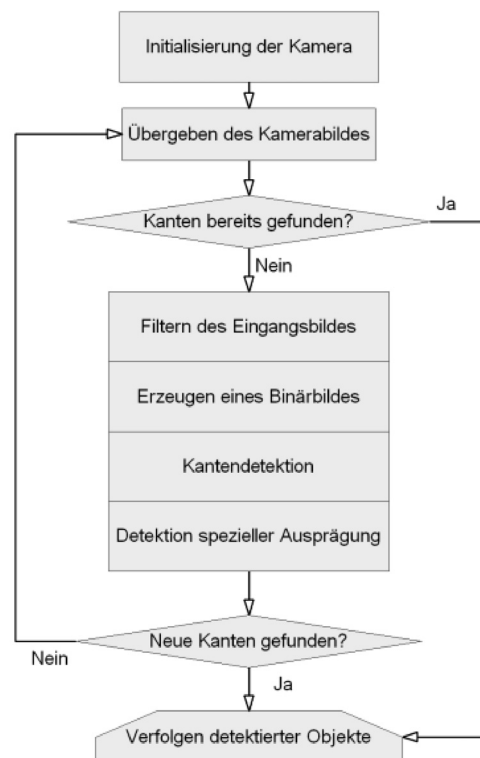 Initialisierung der Kamera
Übergeben des Kamerabildes
Kanten bereits gefunden?
Ja
Nein
Filtern des Eingangsbildes
Erzeugen eines Binärbildes
Kantendetektion
Detektion spezieller Ausprägung
Neue Kanten gefunden?
Nein
Ja
Verfolgen detektierter Objekte